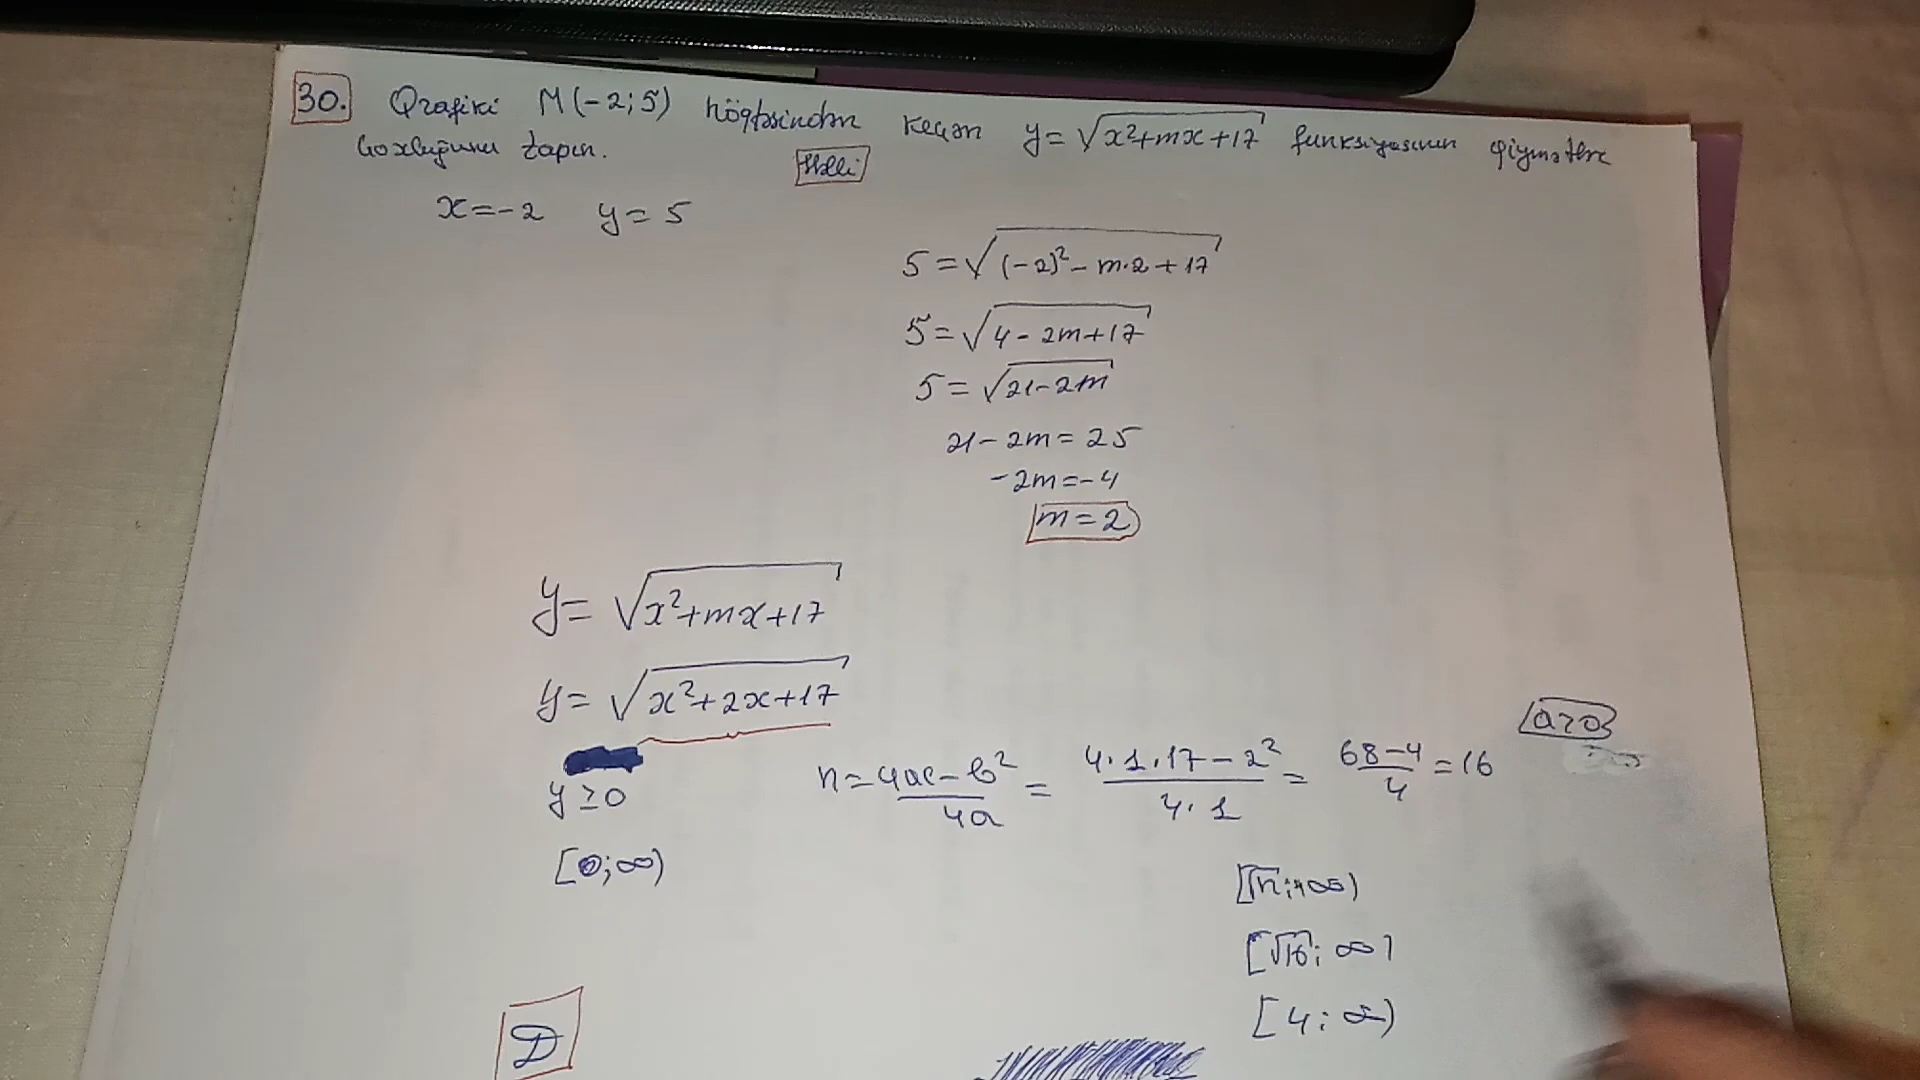 30. Qrafiki M(-2;5) nöqtəsindən keçən y=√(x²+mx+17) funksiyasının qiymətlər
çoxluğunu tapın.
Həlli
x=-2 y=5
5=√((-2)²-m·2+17)
5=√(4-2m+17)
5=√(21-2m)
21-2m=25
-2m=-4
m=2
y=√(x²+mx+17)
y=√(x²+2x+17)
a>0
y≥0
n=(4ac-b²)/(4a)=(4·1·17-2²)/(4·1)=(68-4)/4=16
[0;∞)
[√n;+∞)
[√16;∞)
[4;∞)
D